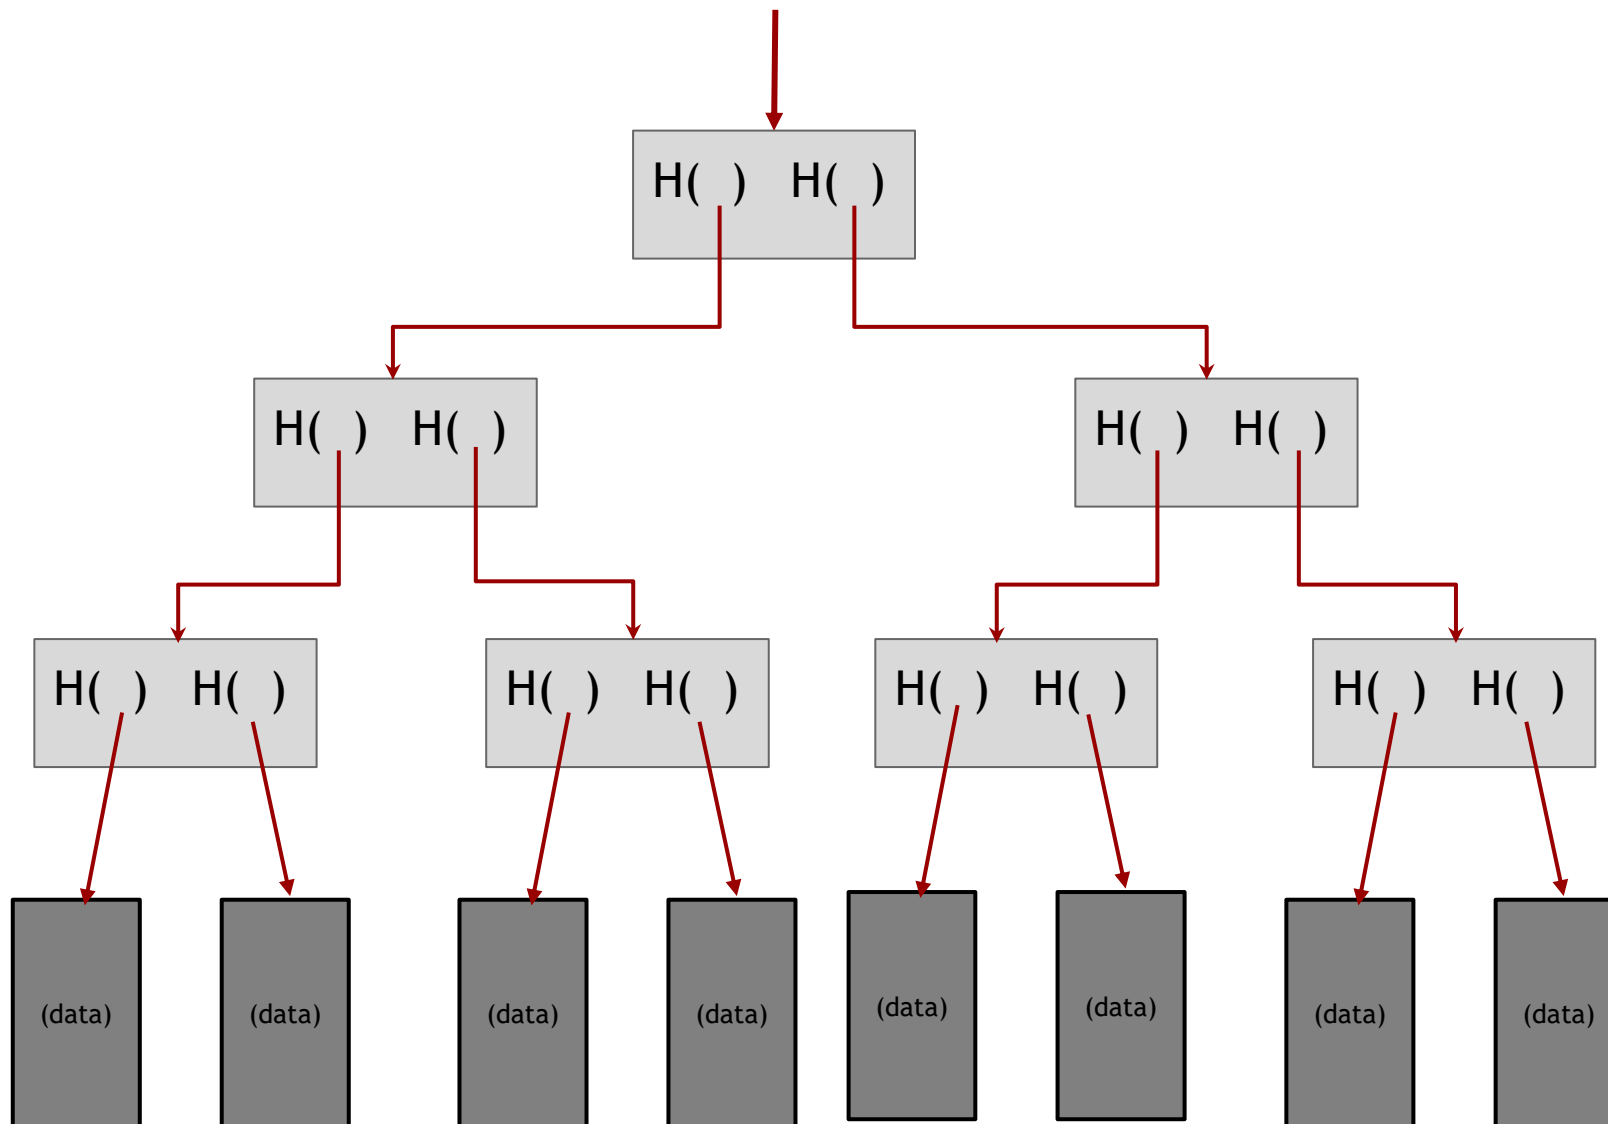 H( ) H( )
H( ) H( ) H( ) H( )
H( ) H( ) H( ) H( ) H( ) H( ) H( ) H( )
(data) (data) (data) (data) (data) (data) (data) (data)